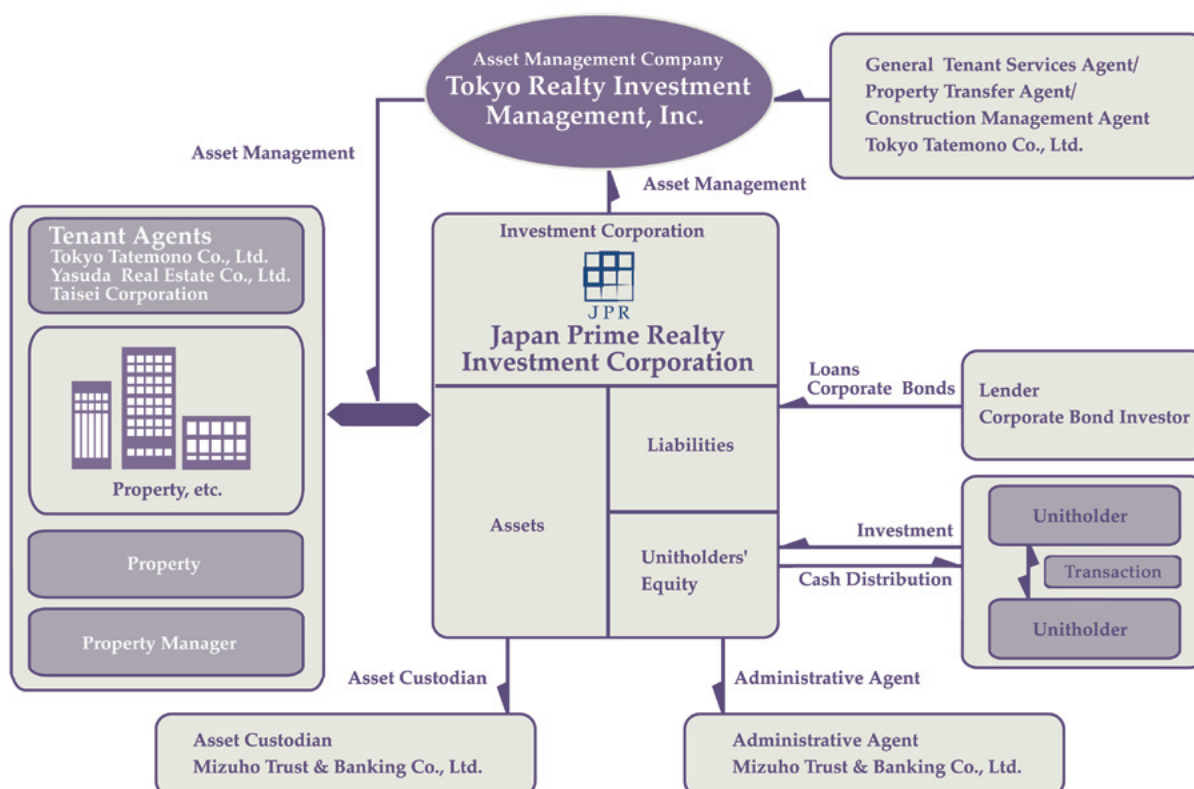 Asset Management Company
Tokyo Realty Investment
Management, Inc.
General Tenant Services Agent/
Property Transfer Agent/
Construction Management Agent
Tokyo Tatemono Co., Ltd.
Asset Management
Asset Management
Tenant Agents
Tokyo Tatemono Co., Ltd.
Yasuda Real Estate Co., Ltd.
Taisei Corporation
Property, etc.
Property
Property Manager
Investment Corporation
JPR
Japan Prime Realty
Investment Corporation
Assets
Liabilities
Unitholders'
Equity
Loans
Corporate Bonds
Lender
Corporate Bond Investor
Investment
Cash Distribution
Unitholder
Transaction
Unitholder
Asset Custodian
Administrative Agent
Asset Custodian
Mizuho Trust & Banking Co., Ltd.
Administrative Agent
Mizuho Trust & Banking Co., Ltd.